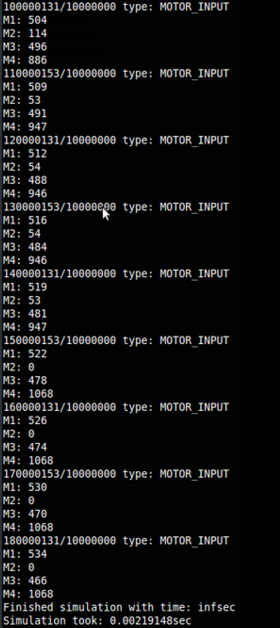 100000131/10000000 type: MOTOR_INPUT
M1: 504
M2: 114
M3: 496
M4: 886
110000153/10000000 type: MOTOR_INPUT
M1: 509
M2: 53
M3: 491
M4: 947
120000131/10000000 type: MOTOR_INPUT
M1: 512
M2: 54
M3: 488
M4: 946
130000153/10000000 type: MOTOR_INPUT
M1: 516
M2: 54
M3: 484
M4: 946
140000131/10000000 type: MOTOR_INPUT
M1: 519
M2: 53
M3: 481
M4: 947
150000153/10000000 type: MOTOR_INPUT
M1: 522
M2: 0
M3: 478
M4: 1068
160000131/10000000 type: MOTOR_INPUT
M1: 526
M2: 0
M3: 474
M4: 1068
170000153/10000000 type: MOTOR_INPUT
M1: 530
M2: 0
M3: 470
M4: 1068
180000131/10000000 type: MOTOR_INPUT
M1: 534
M2: 0
M3: 466
M4: 1068
Finished simulation with time: infsec
Simulation took: 0.00219148sec